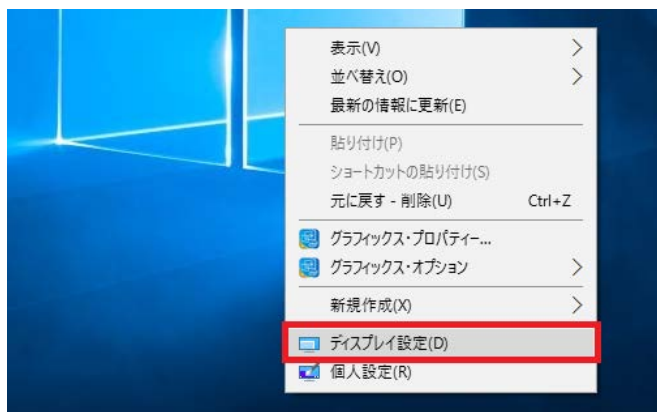 表示(V)
並べ替え(O)
最新の情報に更新(E)
貼り付け(P)
ショートカットの貼り付け(S)
元に戻す - 削除(U) Ctrl+Z
グラフィックス・プロパティー...
グラフィックス・オプション
新規作成(X)
ディスプレイ設定(D)
個人設定(R)